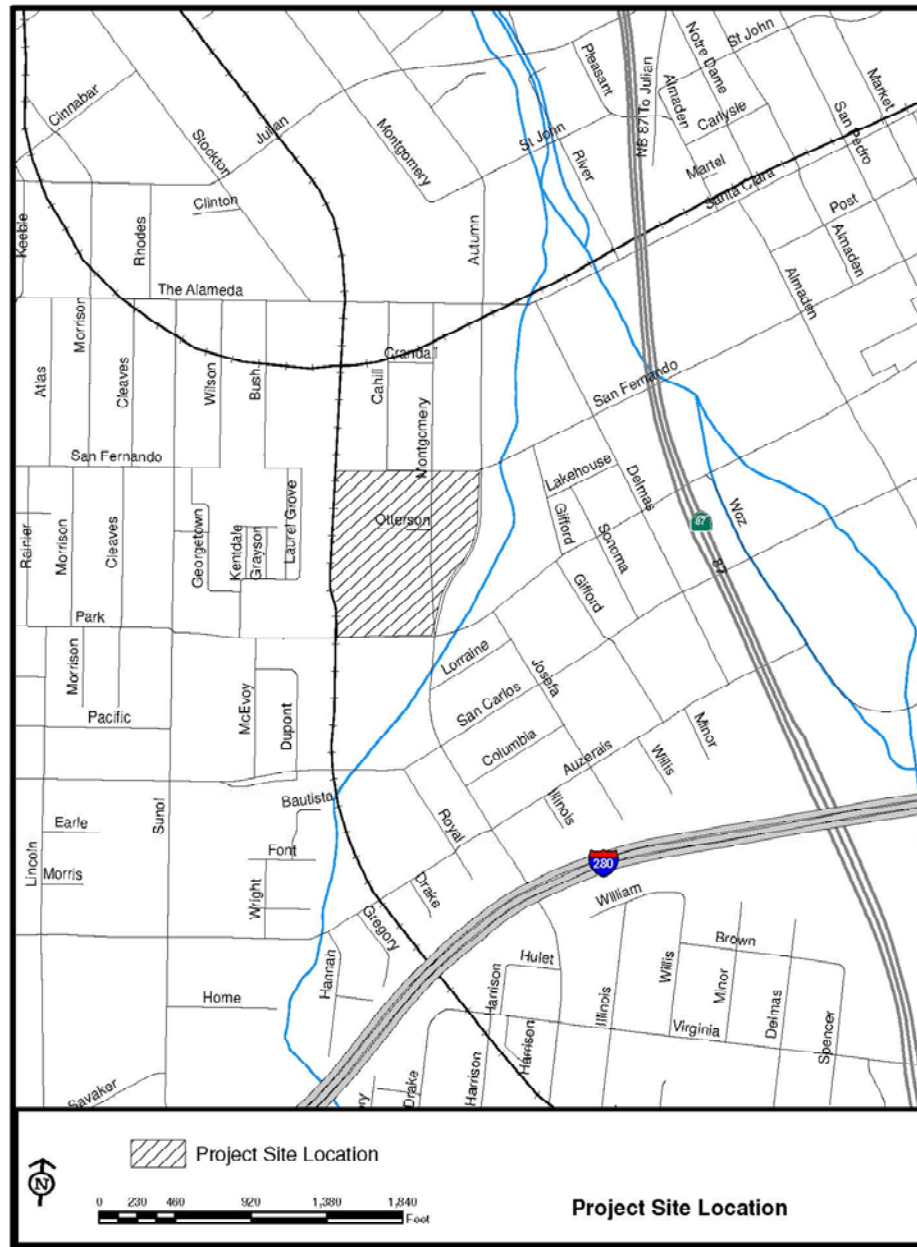 Cinnabar
Stockton
Julian
Montgomery
Pleasant
St John
NB 87 To Julian
Almaden
Notre Dame
St John
Carlysle
Market
San Pedro
Martel
Santa Clara
River
Post
Almaden
Almaden
Keeble
Rhodes
Clinton
Autumn
The Alameda
Atlas
Morrison
Cleaves
Wilson
Bush
Cahill
Crandall
Montgomery
San Fernando
San Fernando
Rainier
Morrison
Cleaves
Georgetown
Kentdale
Grayson
Laurel Grove
Otterson
Lakehouse
Gifford
Sonoma
Delmas
Gifford
Woz
87
87
Park
Morrison
Pacific
McEvoy
Dupont
Lorraine
San Carlos
Josefa
Columbia
Auzerais
Illinois
Willis
Minor
Bautista
Royal
Earle
Sunol
Lincoln
Morris
Font
Wright
Drake
Gregory
Hannah
Home
Savaker
280
William
Brown
Hulet
Harrison
Harrison
Harrison
Illinois
Willis
Minor
Delmas
Spencer
Virginia
Drake
ry
Project Site Location
N
0 230 460 920 1,380 1,840
Feet
Project Site Location